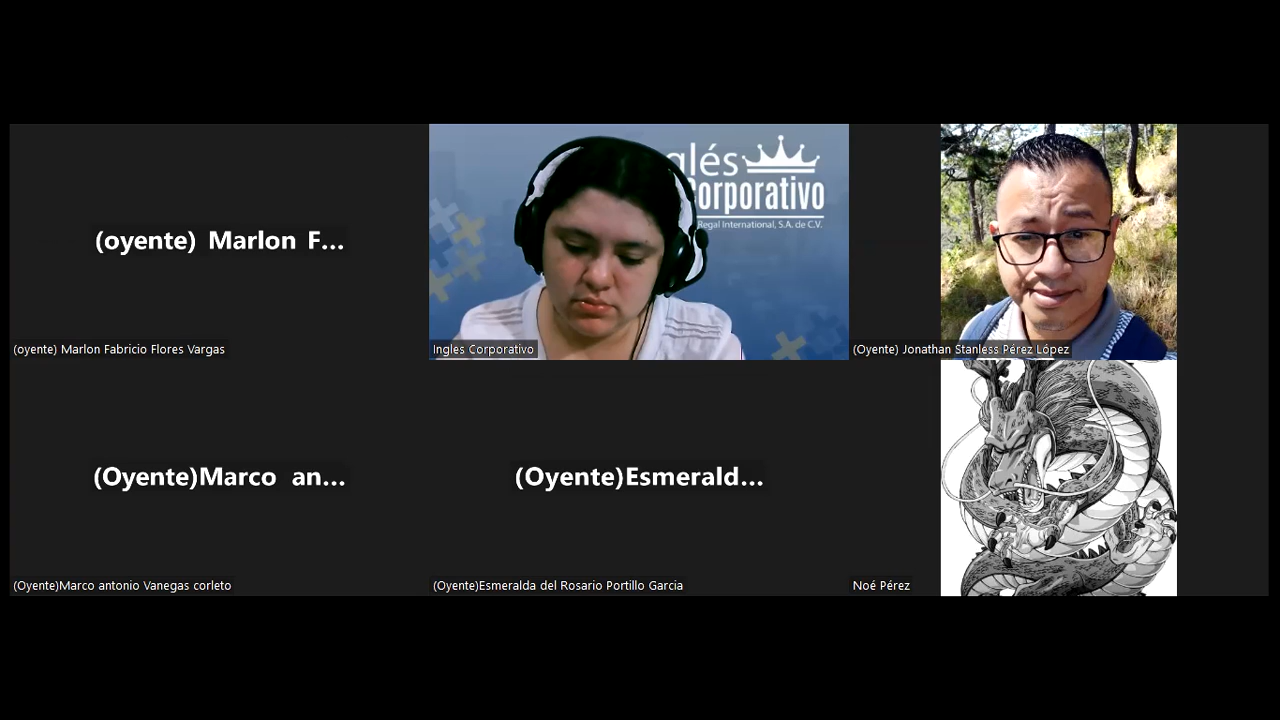 (oyente) Marlon F...
(oyente) Marlon Fabricio Flores Vargas
glés
orporativo
Regal International, S.A. de C.V.
Ingles Corporativo
(Oyente) Jonathan Stanless Pérez López
(Oyente)Marco an...
(Oyente)Marco antonio Vanegas corleto
(Oyente)Esmerald...
(Oyente)Esmeralda del Rosario Portillo Garcia
Noé Pérez